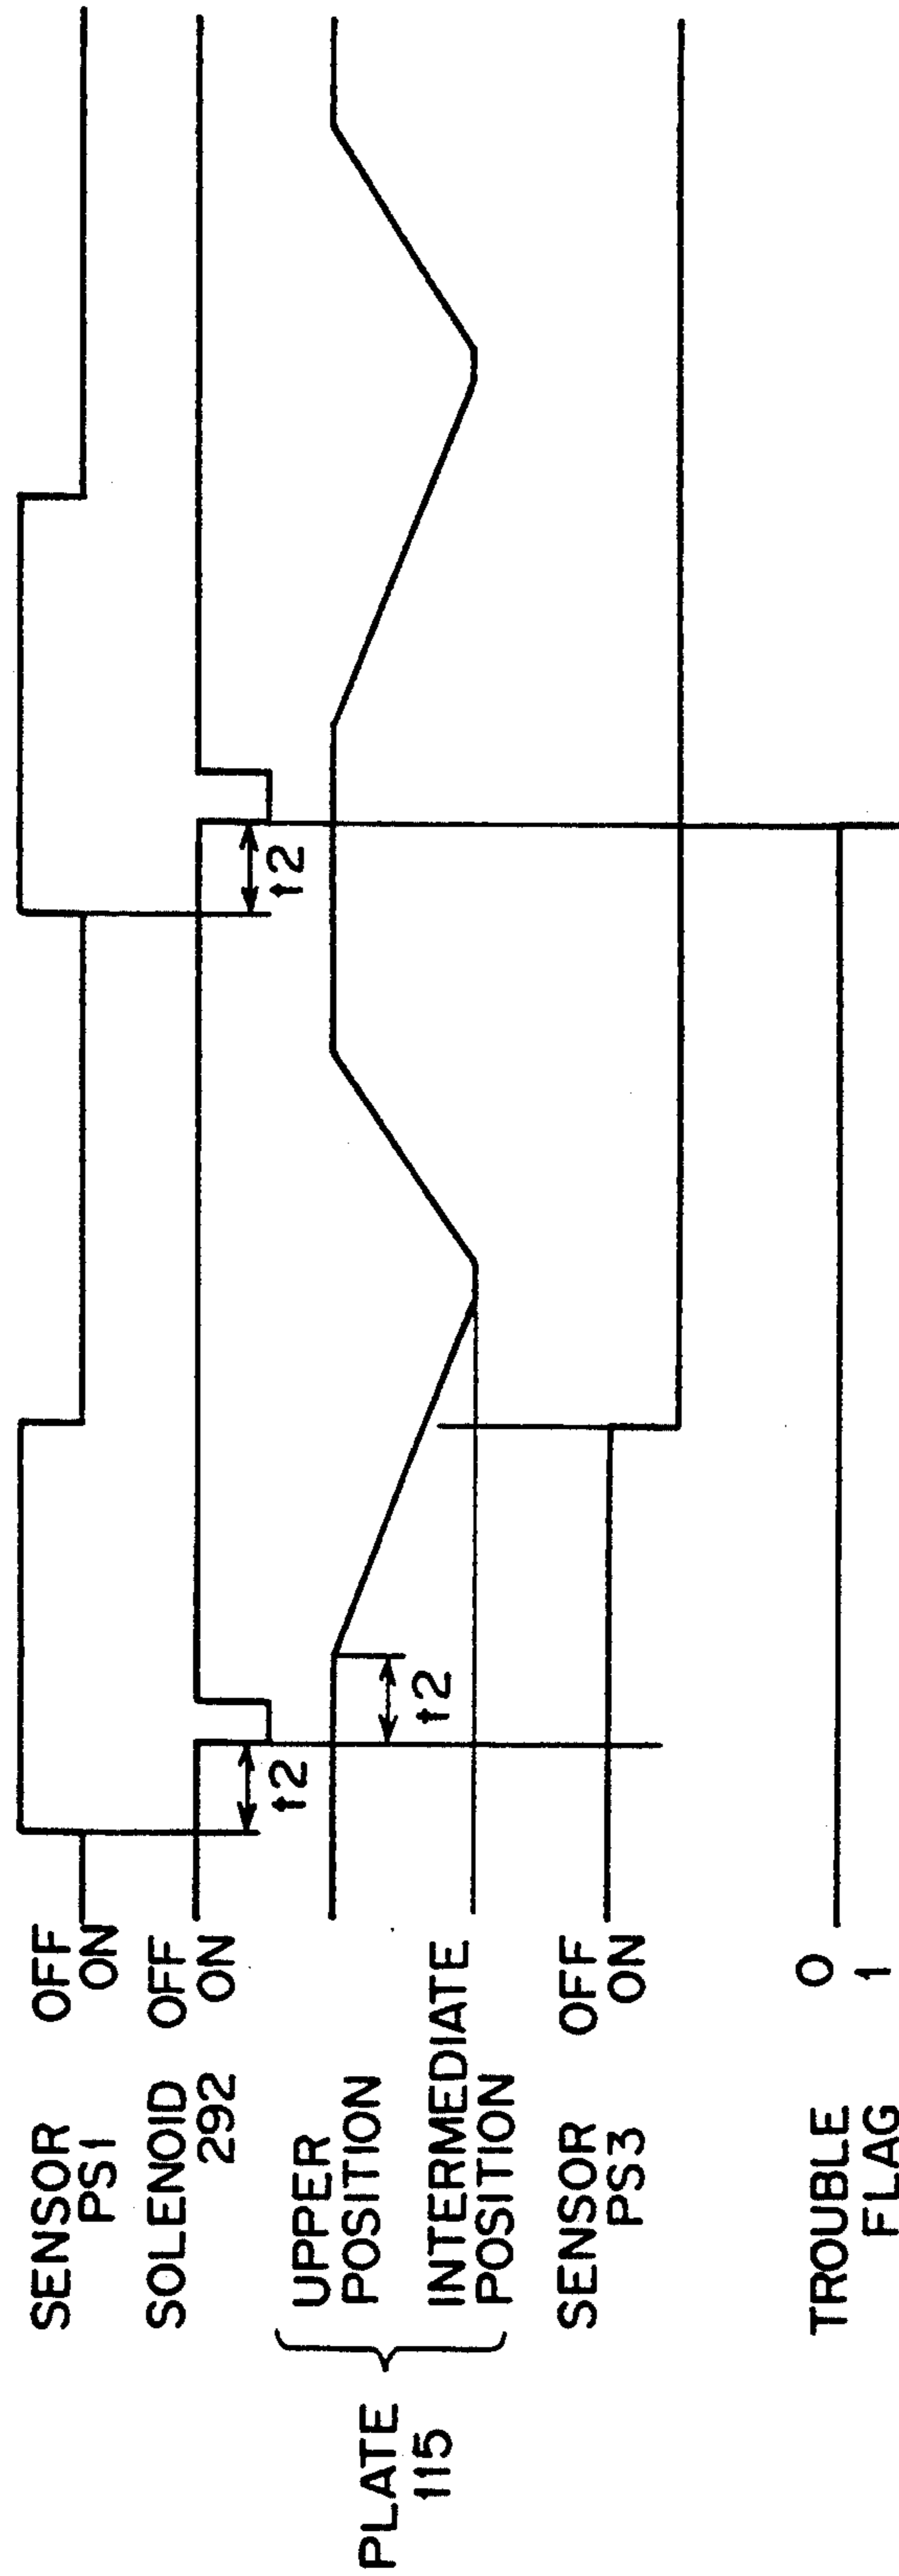 SENSOR OFF
PS1 ON
SOLENOID OFF
292 ON
t2
t2
PLATE
115
UPPER
POSITION
INTERMEDIATE
POSITION
t2
SENSOR OFF
PS3 ON
TROUBLE 0
FLAG 1